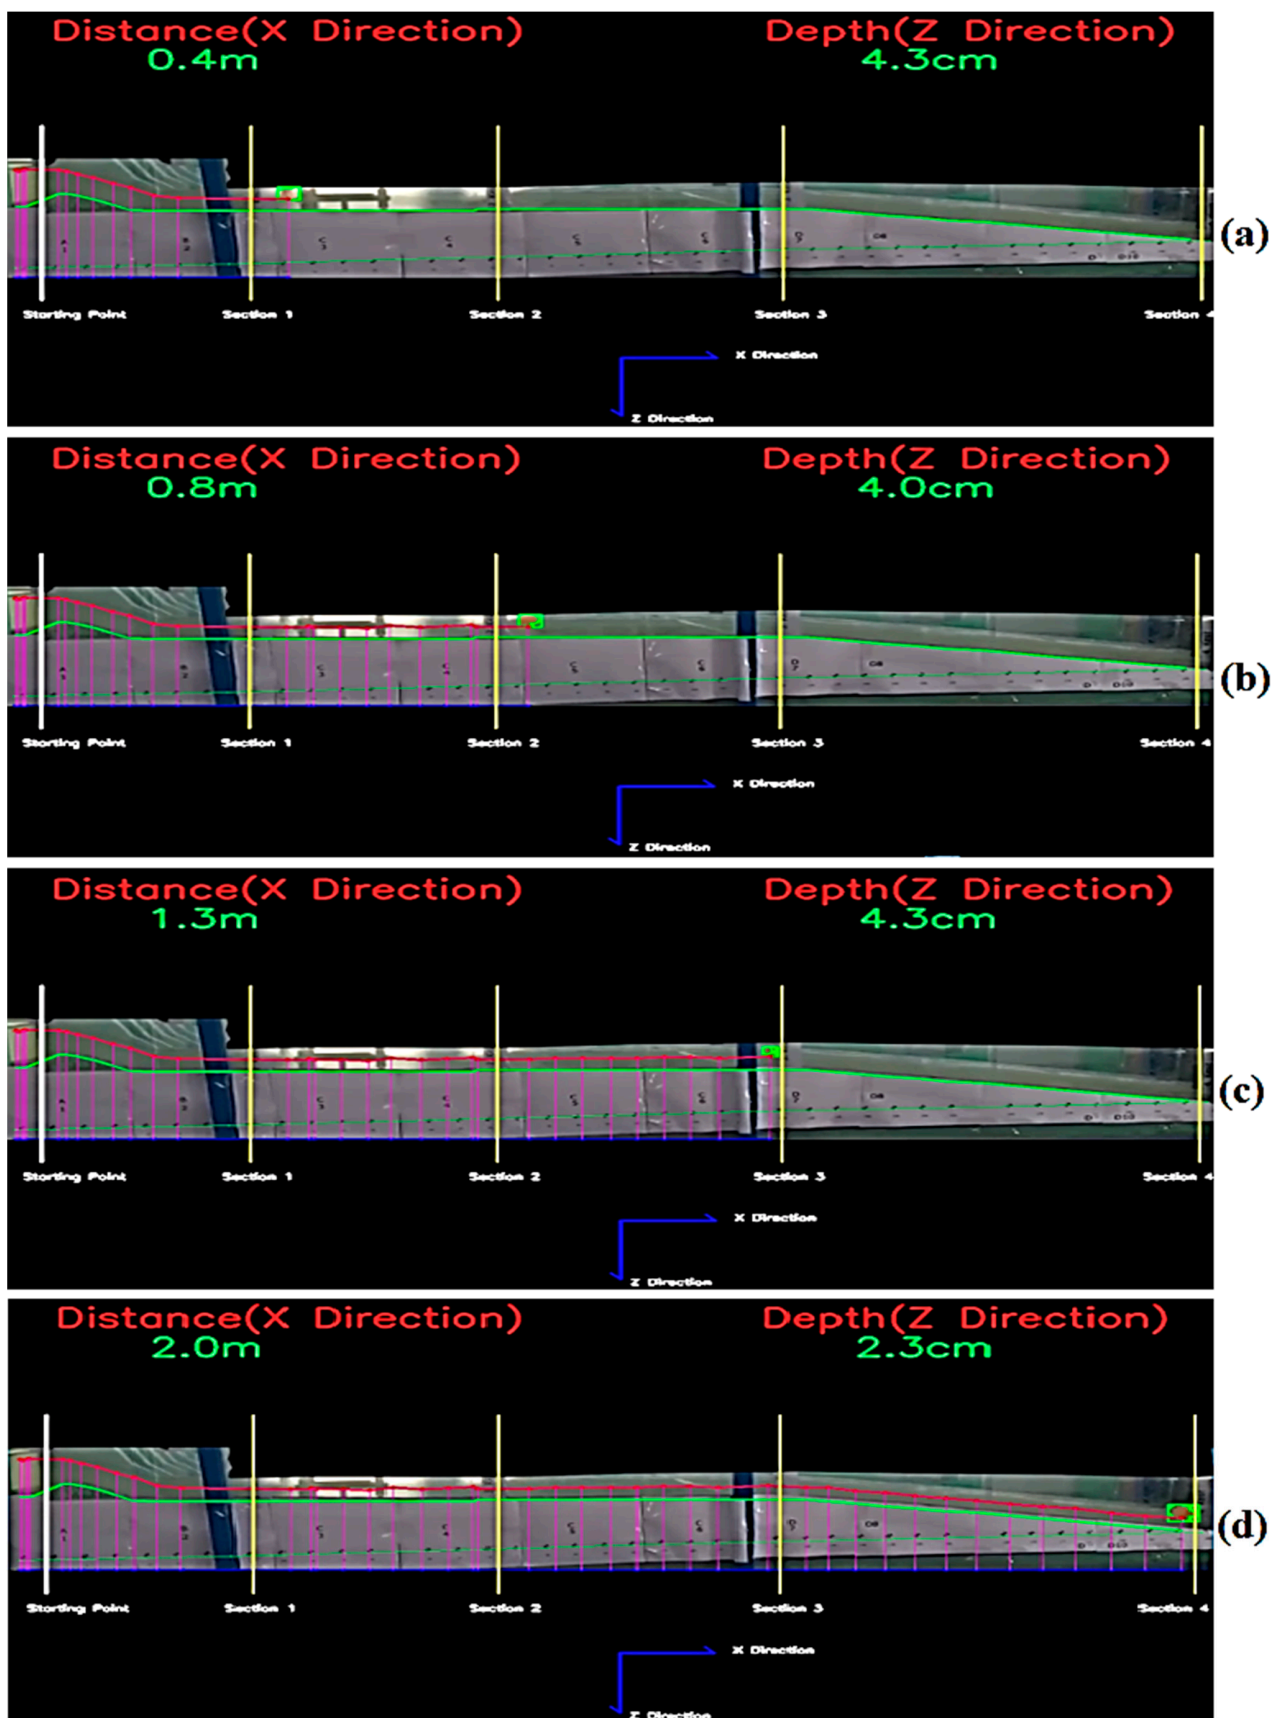 Distance(X Direction) Depth(Z Direction)
0.4m 4.3cm
Starting Point Section 1 Section 2 Section 3 Section 4
X Direction
Z Direction
(a)
Distance(X Direction) Depth(Z Direction)
0.8m 4.0cm
Starting Point Section 1 Section 2 Section 3 Section 4
X Direction
Z Direction
(b)
Distance(X Direction) Depth(Z Direction)
1.3m 4.3cm
Starting Point Section 1 Section 2 Section 3 Section 4
X Direction
Z Direction
(c)
Distance(X Direction) Depth(Z Direction)
2.0m 2.3cm
Starting Point Section 1 Section 2 Section 3 Section 4
X Direction
Z Direction
(d)